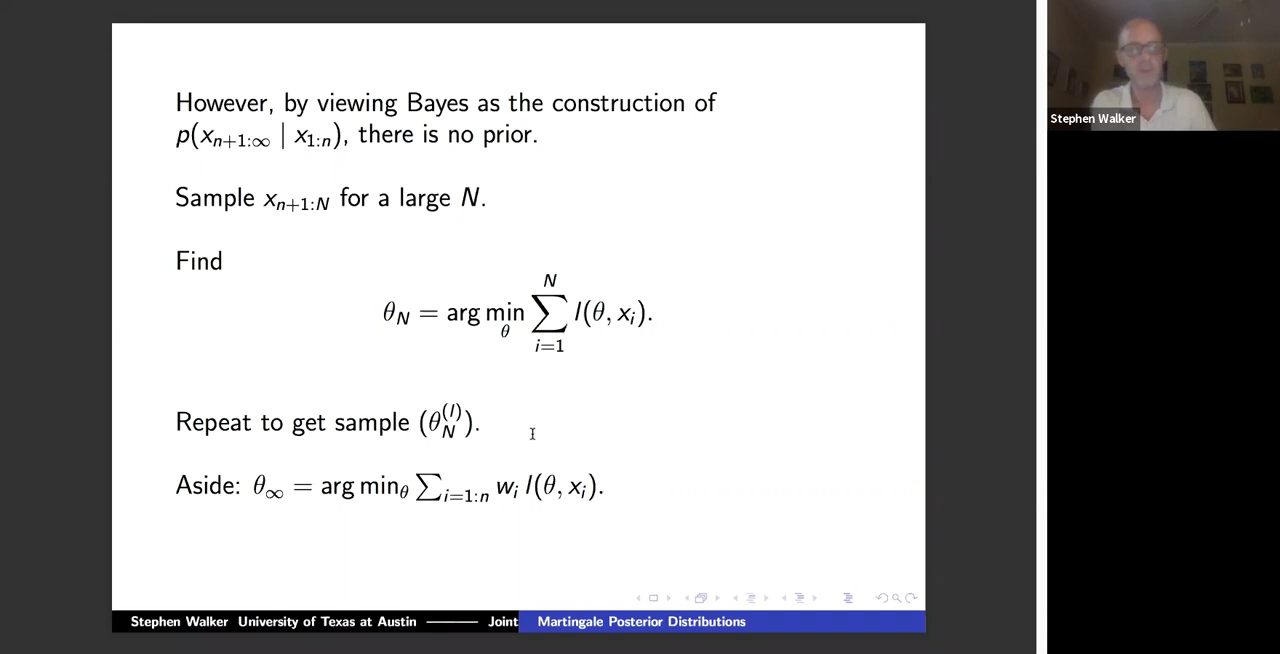 However, by viewing Bayes as the construction of
p(x_{n+1:∞} | x_{1:n}), there is no prior.
Sample x_{n+1:N} for a large N.
Find
θ_N = arg min_θ ∑_{i=1}^{N} l(θ, x_i).
Repeat to get sample (θ_N^{(l)}).
Aside: θ_∞ = arg min_θ ∑_{i=1:n} w_i l(θ, x_i).
Stephen Walker University of Texas at Austin ——— Joint Martingale Posterior Distributions
Stephen Walker